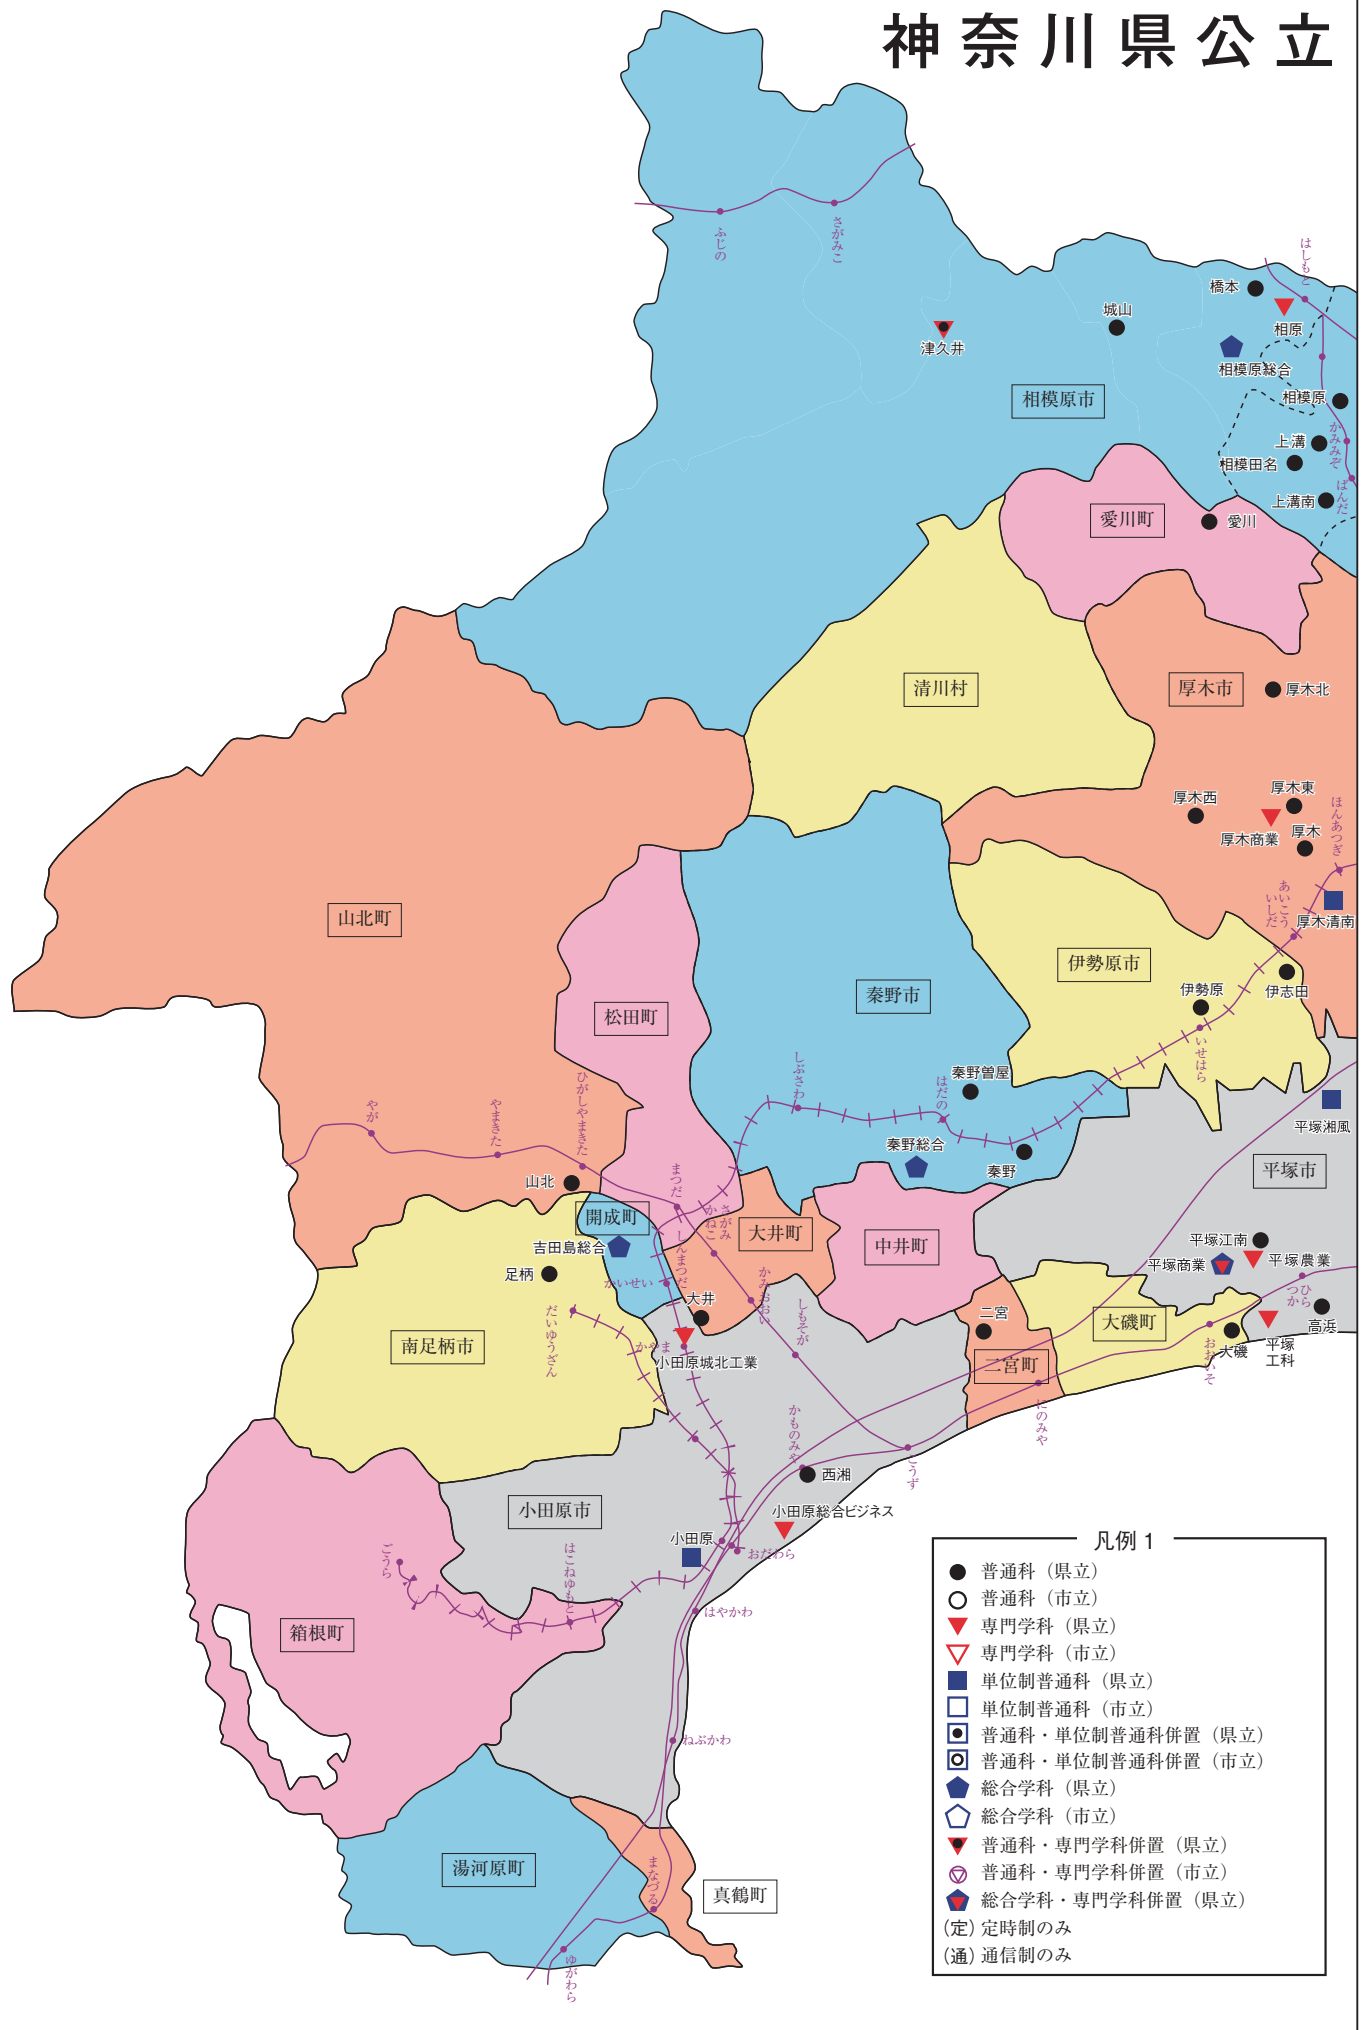 神奈川県公立
ふじの
さがみこ
はしもと
橋本
相原
城山
津久井
相模原総合
相模原市
相模原
上溝
かみみぞ
相模田名
上溝南
ばんだ
愛川町
愛川
清川村
厚木市
厚木北
厚木東
厚木西
厚木商業
厚木
ほんあつぎ
あいこう
いしだ
厚木清南
山北町
松田町
秦野市
伊勢原市
伊勢原
伊志田
いせはら
しぶさわ
はだの
秦野曽屋
秦野総合
秦野
平塚湘風
平塚市
やが
やまきた
ひがしやまきた
山北
まつだ
さがみ
かねこ
開成町
大井町
中井町
吉田島総合
しんまつだ
足柄
かいせい
大井
かみおおい
しもそが
平塚江南
平塚商業
平塚農業
ひら
つか
高浜
平塚
工科
大磯町
大磯
おおいそ
二宮
二宮町
にのみや
だいゆうざん
南足柄市
かやま
小田原城北工業
かものみや
西湘
こうず
小田原市
小田原総合ビジネス
小田原
おだわら
ごうら
はこねゆもと
はやかわ
箱根町
ねぶかわ
湯河原町
まなづる
真鶴町
ゆがわら
凡例 1
普通科（県立）
普通科（市立）
専門学科（県立）
専門学科（市立）
単位制普通科（県立）
単位制普通科（市立）
普通科・単位制普通科併置（県立）
普通科・単位制普通科併置（市立）
総合学科（県立）
総合学科（市立）
普通科・専門学科併置（県立）
普通科・専門学科併置（市立）
総合学科・専門学科併置（県立）
（定）定時制のみ
（通）通信制のみ